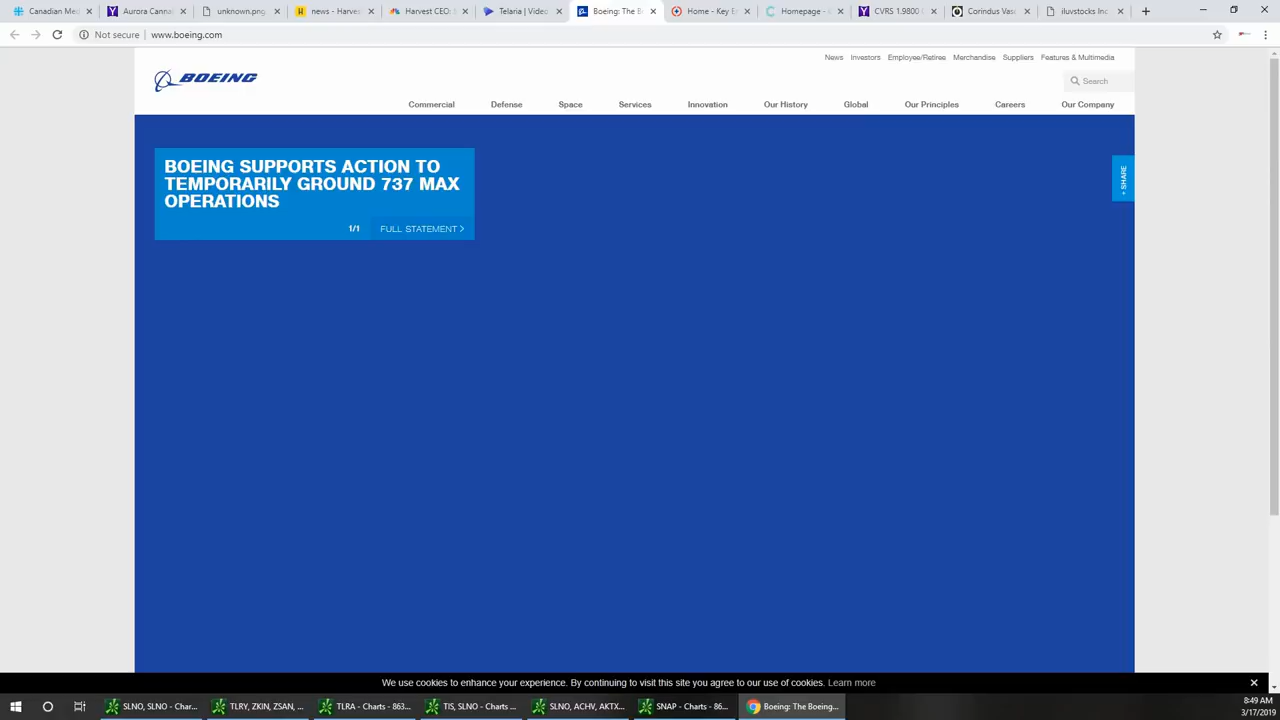 Canadian Med
Aurora Canna
unknown.png
news - Harves
Harvest CEO:
Telaria | Video
Boeing: The B
Home - Key E
Homepage -
CVRS 1.9800
Corindus Vasc
iluvstocks Inc
Not secure | www.boeing.com
News Investors Employee/Retiree Merchandise Suppliers Features & Multimedia
BOEING
Search
Commercial Defense Space Services Innovation Our History Global Our Principles Careers Our Company
BOEING SUPPORTS ACTION TO
TEMPORARILY GROUND 737 MAX
OPERATIONS
1/1 FULL STATEMENT >
+ SHARE
We use cookies to enhance your experience. By continuing to visit this site you agree to our use of cookies. Learn more
SLNO, SLNO - Char...
TLRY, ZKIN, ZSAN, ...
TLRA - Charts - 863...
TIS, SLNO - Charts ...
SLNO, ACHV, AKTX...
SNAP - Charts - 86...
Boeing: The Boein...
8:49 AM
3/17/2019